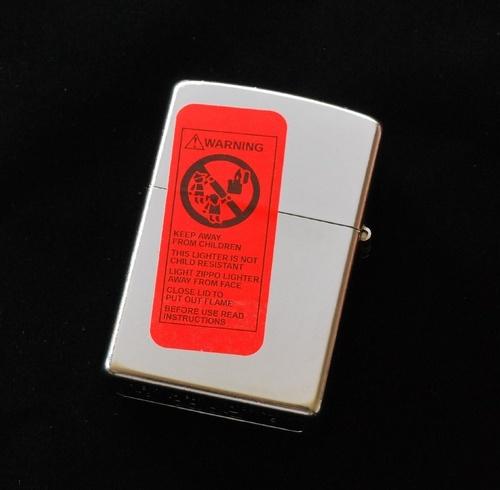 WARNING
KEEP AWAY
FROM CHILDREN
THIS LIGHTER IS NOT
CHILD RESISTANT
LIGHT ZIPPO LIGHTER
AWAY FROM FACE
CLOSE LID TO
PUT OUT FLAME
BEFORE USE READ
INSTRUCTIONS